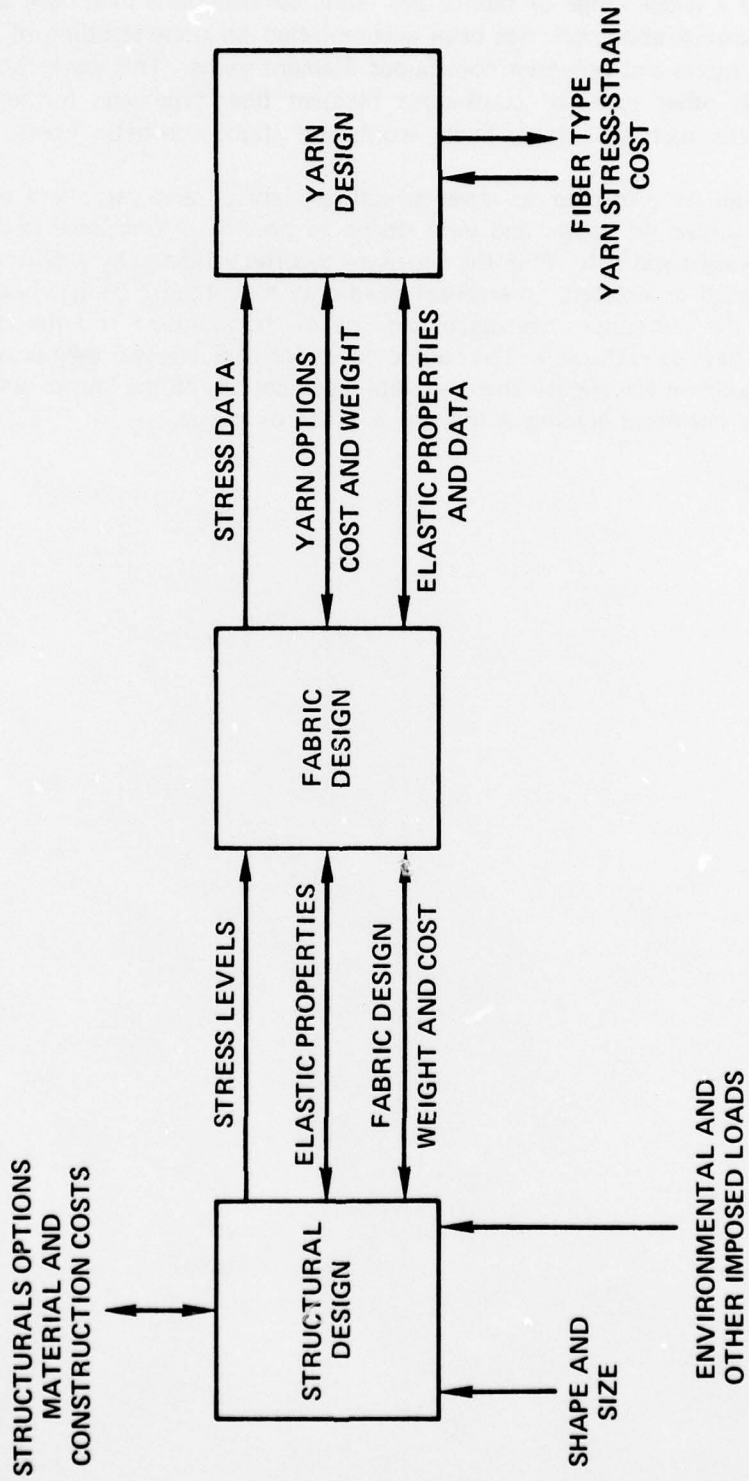 STRUCTURALS OPTIONS
MATERIAL AND
CONSTRUCTION COSTS
STRUCTURAL
DESIGN
SHAPE AND
SIZE
ENVIRONMENTAL AND
OTHER IMPOSED LOADS
STRESS LEVELS
ELASTIC PROPERTIES
FABRIC DESIGN
WEIGHT AND COST
FABRIC
DESIGN
STRESS DATA
YARN OPTIONS
COST AND WEIGHT
ELASTIC PROPERTIES
AND DATA
YARN
DESIGN
FIBER TYPE
YARN STRESS-STRAIN
COST